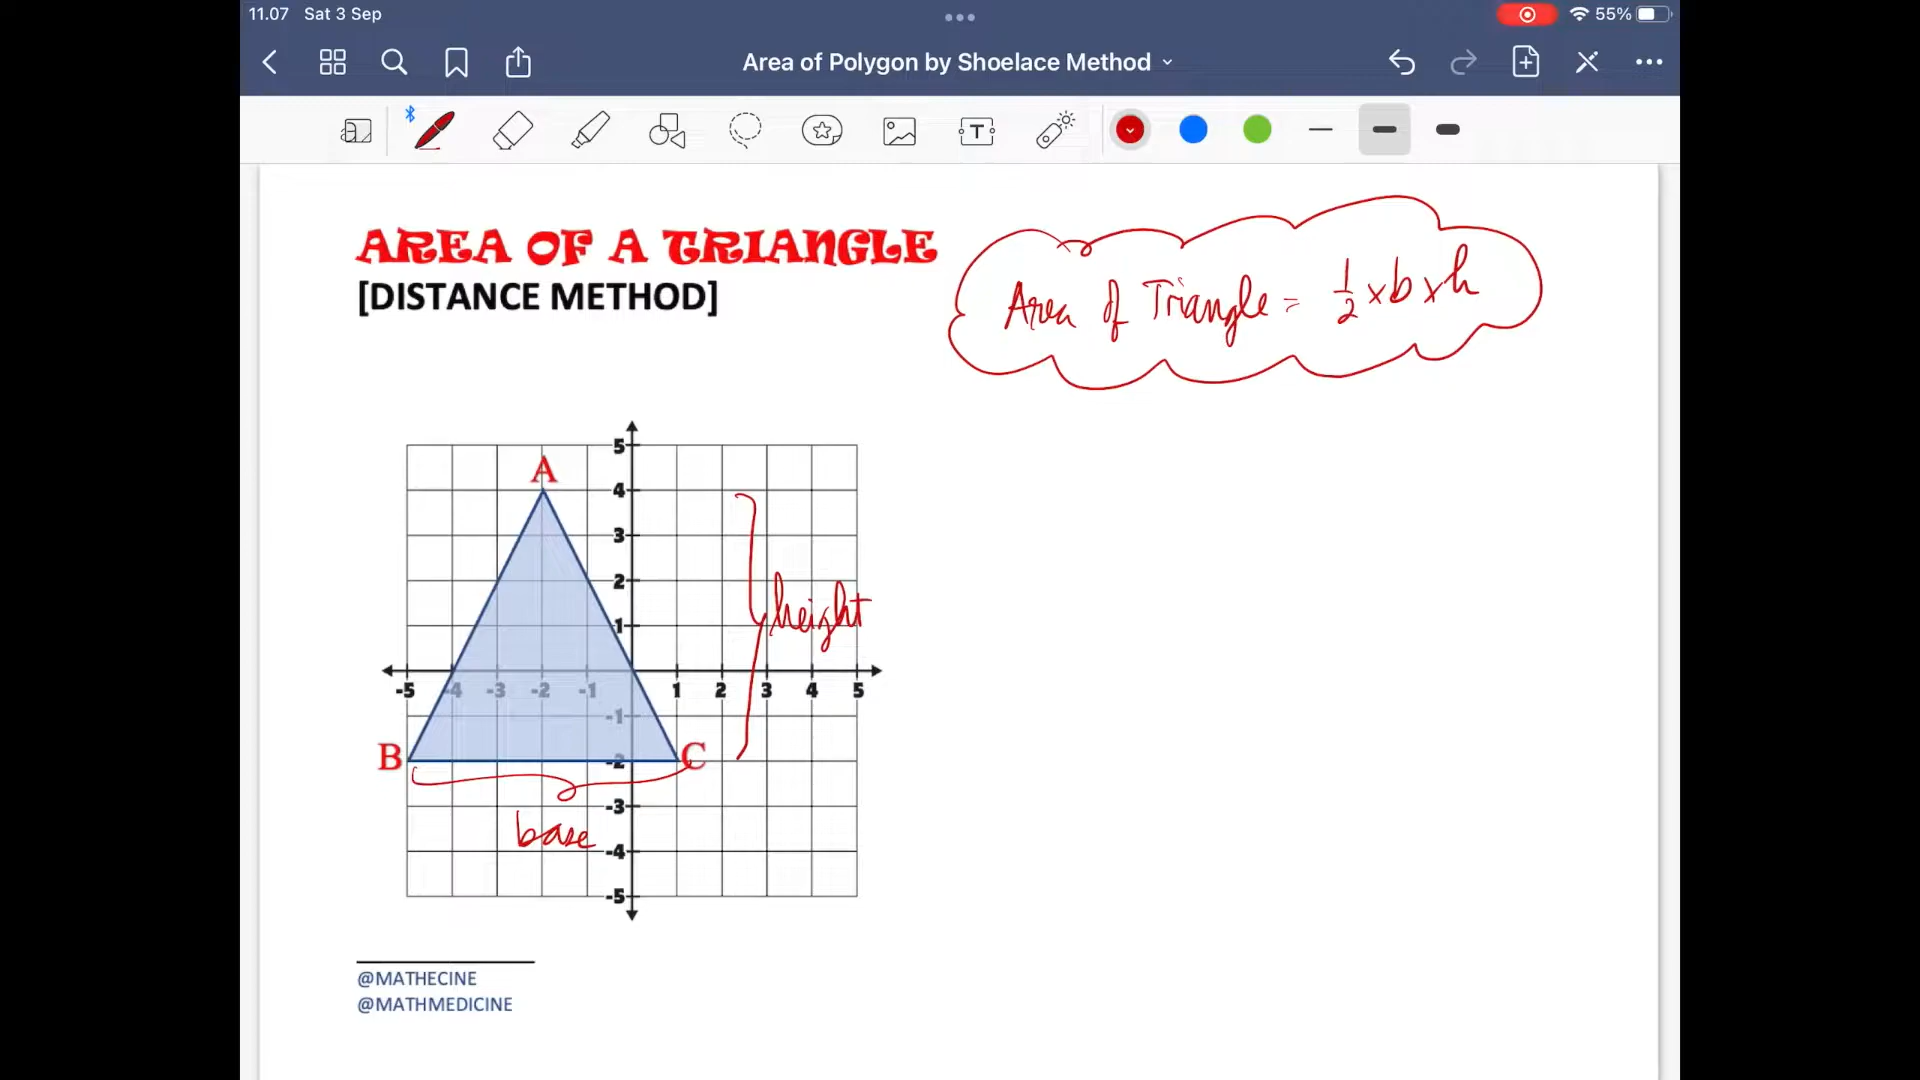 11.07 Sat 3 Sep
55%
Area of Polygon by Shoelace Method
T
AREA OF A TRIANGLE
[DISTANCE METHOD]
Area of Triangle = 1/2 × b × h
5
A
4
3
2
1
height
-5 -4 -3 -2 -1 1 2 3 4 5
-1
B C
-2
-3
base
-4
-5
@MATHECINE
@MATHMEDICINE